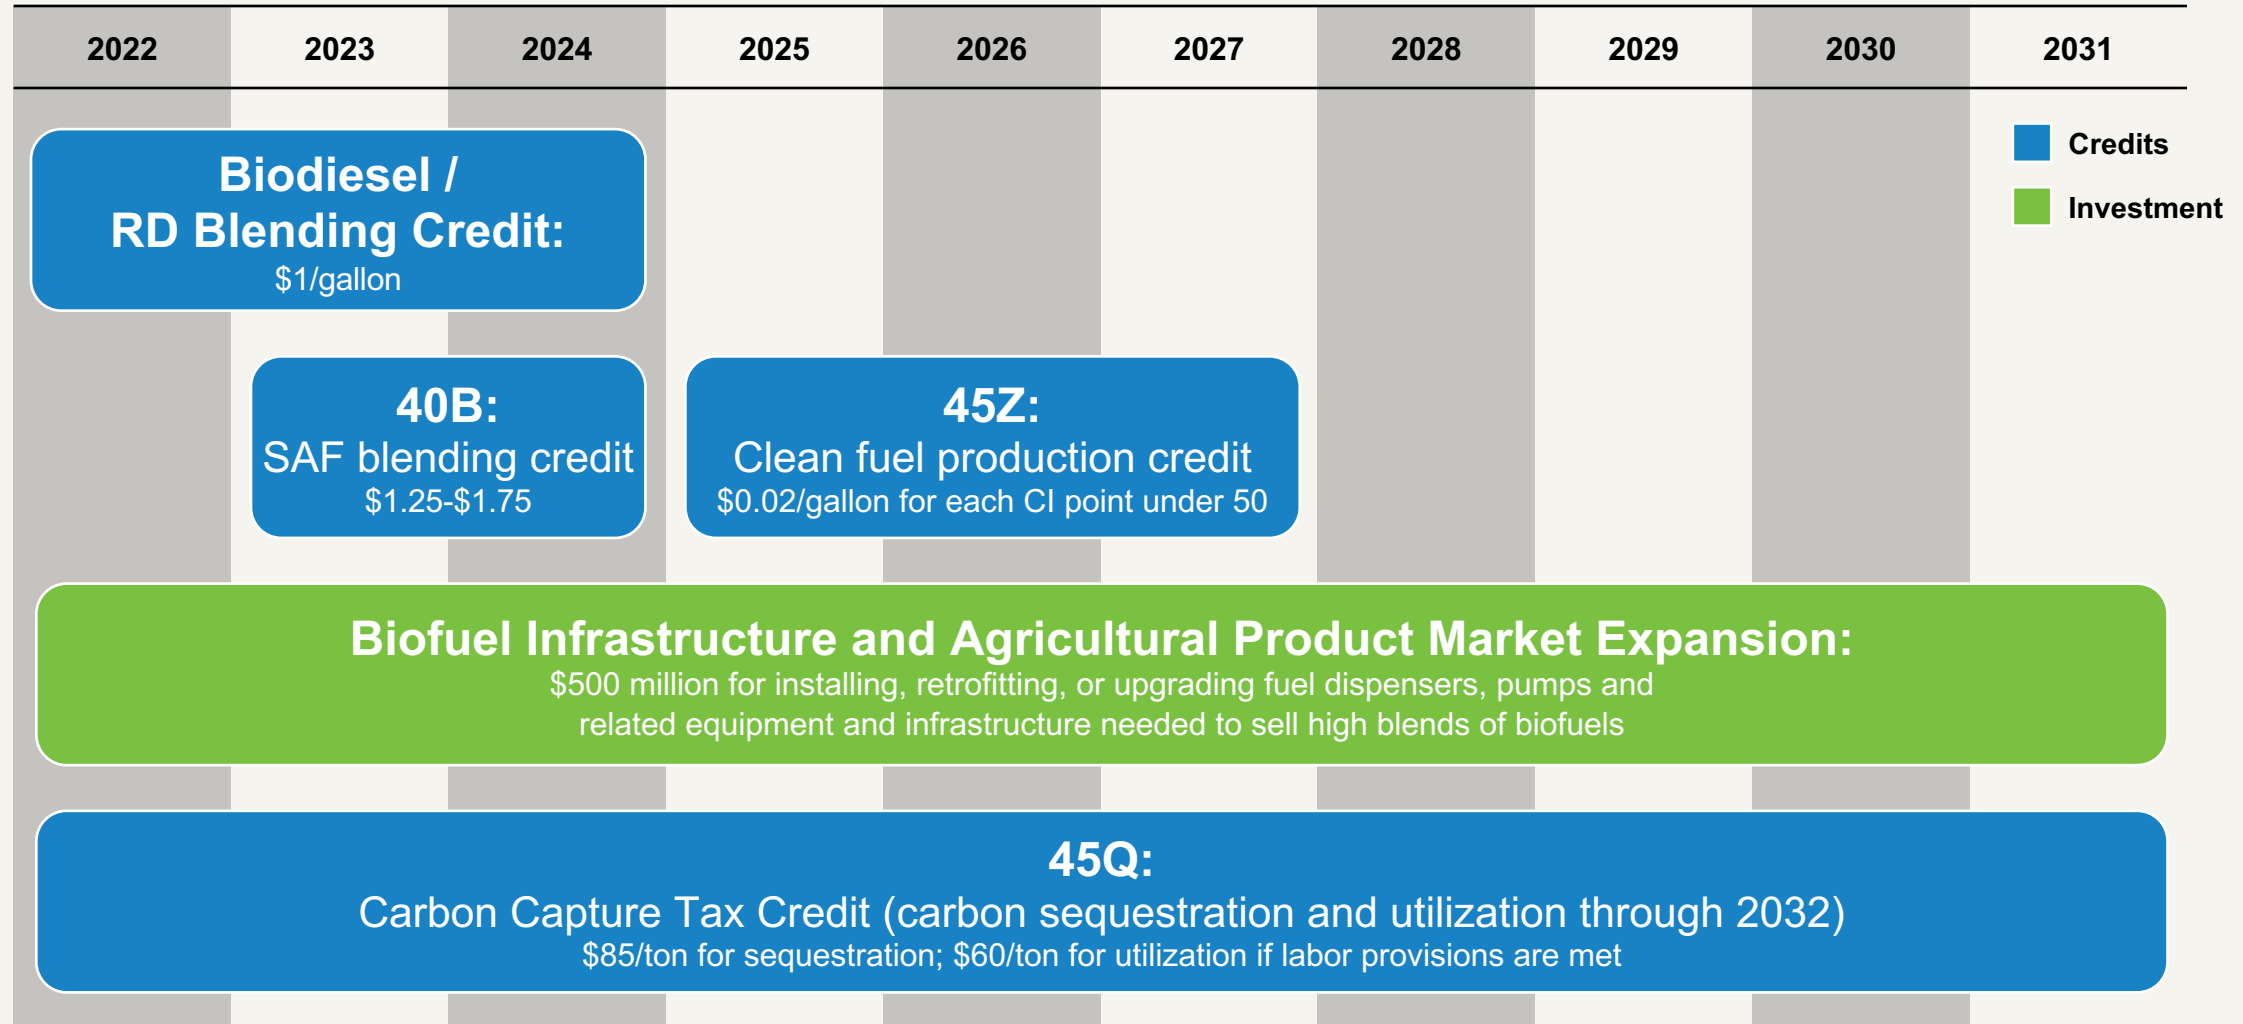 2022 2023 2024 2025 2026 2027 2028 2029 2030 2031
Credits
Investment
Biodiesel /
RD Blending Credit:
$1/gallon
40B:
SAF blending credit
$1.25-$1.75
45Z:
Clean fuel production credit
$0.02/gallon for each CI point under 50
Biofuel Infrastructure and Agricultural Product Market Expansion:
$500 million for installing, retrofitting, or upgrading fuel dispensers, pumps and
related equipment and infrastructure needed to sell high blends of biofuels
45Q:
Carbon Capture Tax Credit (carbon sequestration and utilization through 2032)
$85/ton for sequestration; $60/ton for utilization if labor provisions are met